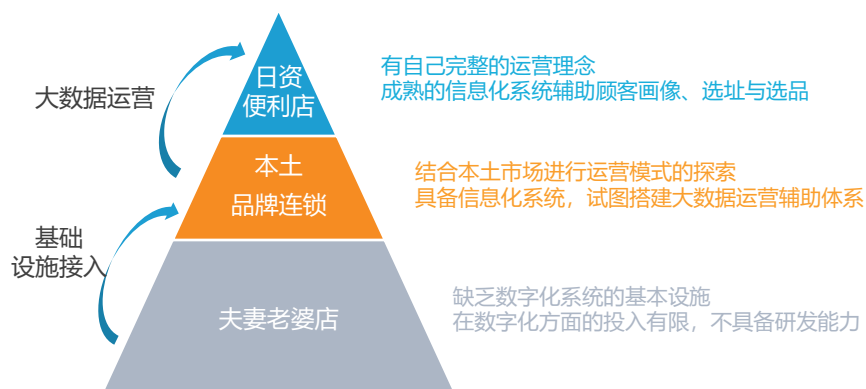 大数据运营
日资
便利店
有自己完整的运营理念
成熟的信息化系统辅助顾客画像、选址与选品
本土
品牌连锁
结合本土市场进行运营模式的探索
具备信息化系统，试图搭建大数据运营辅助体系
基础
设施接入
夫妻老婆店
缺乏数字化系统的基本设施
在数字化方面的投入有限，不具备研发能力